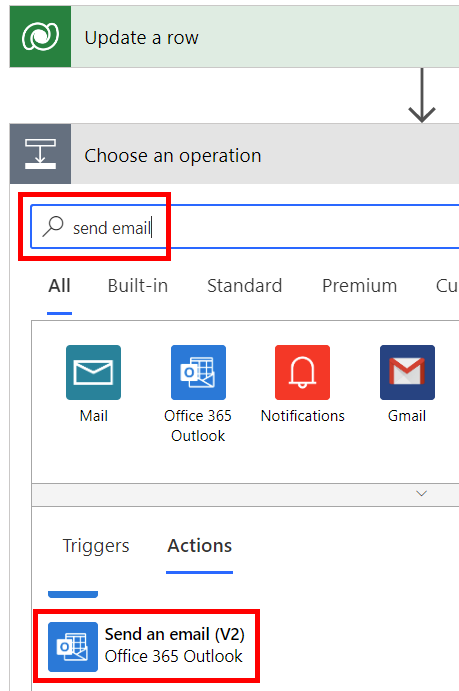 Update a row
Choose an operation
send email
All Built-in Standard Premium Cu
Mail Office 365 Outlook Notifications Gmail
Triggers Actions
Send an email (V2)
Office 365 Outlook